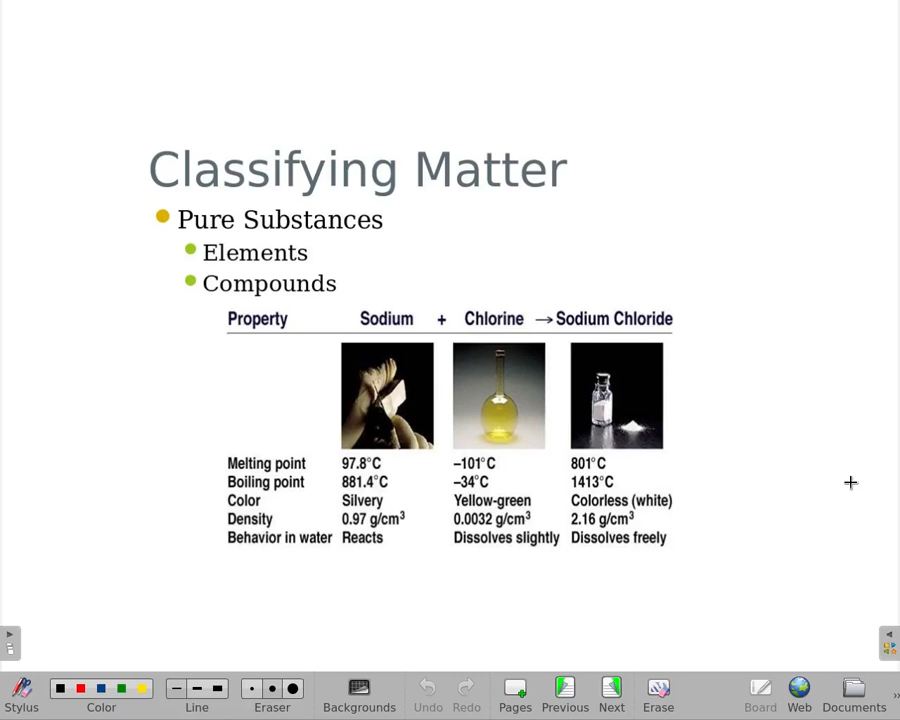 Classifying Matter
Pure Substances
Elements
Compounds
Property Sodium + Chlorine → Sodium Chloride
Melting point 97.8°C –101°C 801°C
Boiling point 881.4°C –34°C 1413°C
Color Silvery Yellow-green Colorless (white)
Density 0.97 g/cm³ 0.0032 g/cm³ 2.16 g/cm³
Behavior in water Reacts Dissolves slightly Dissolves freely
Stylus Color Line Eraser Backgrounds Undo Redo Pages Previous Next Erase Board Web Documents